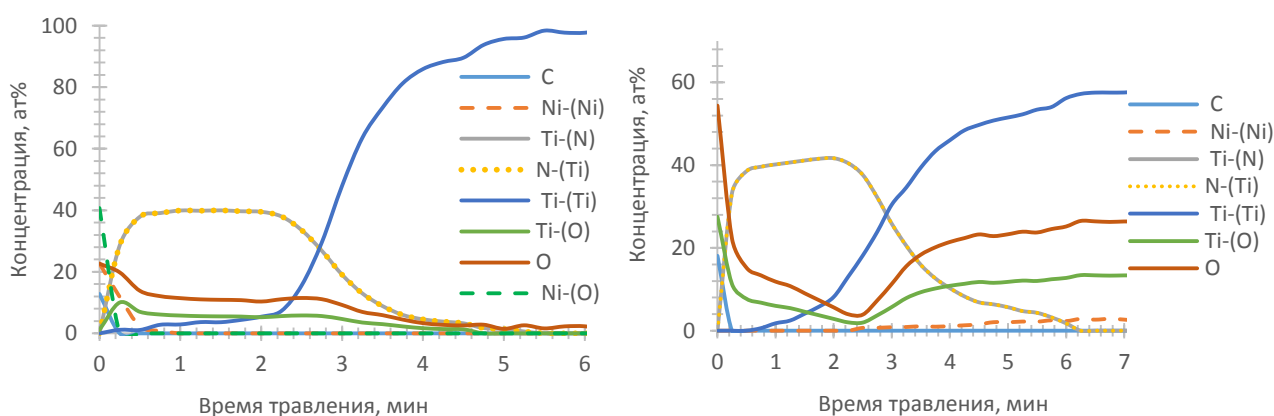 Концентрация, ат%
100
80
60
40
20
0
0 1 2 3 4 5 6
Время травления, мин
C
Ni-(Ni)
Ti-(N)
N-(Ti)
Ti-(Ti)
Ti-(O)
O
Ni-(O)
Концентрация, ат%
60
40
20
0
0 1 2 3 4 5 6 7
Время травления, мин
C
Ni-(Ni)
Ti-(N)
N-(Ti)
Ti-(Ti)
Ti-(O)
O